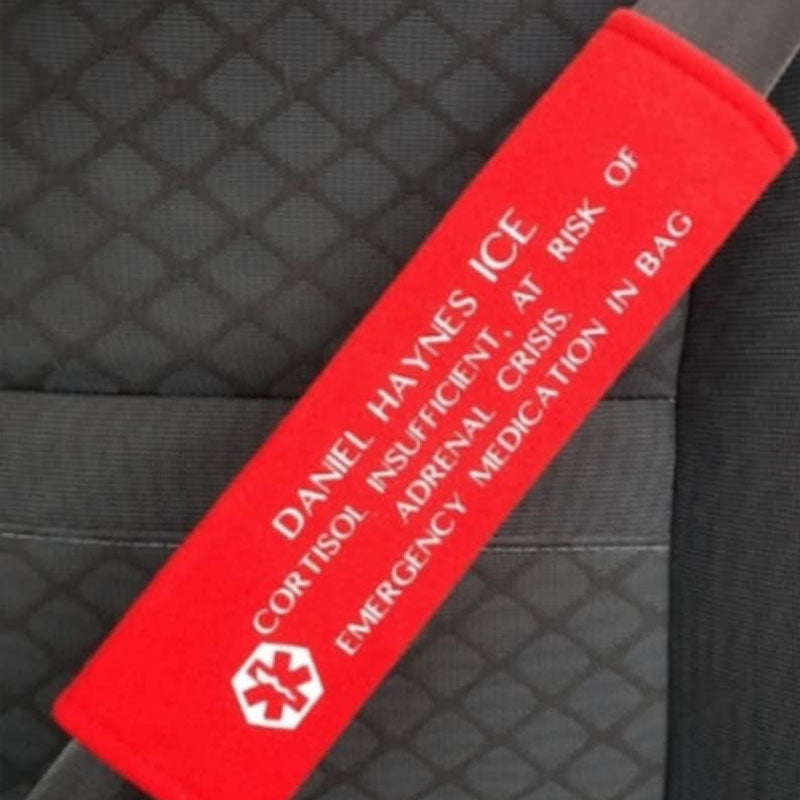 DANIEL HAYNES ICE
CORTISOL INSUFFICIENT, AT RISK OF
ADRENAL CRISIS.
EMERGENCY MEDICATION IN BAG